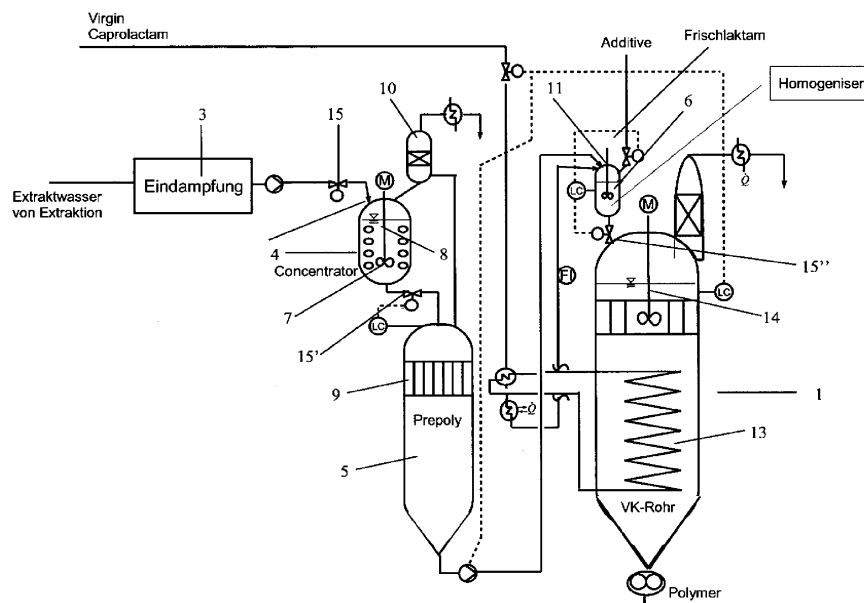 Virgin
Caprolactam
Frischlaktam
Additive
Homogeniser
10
11
6
3
15
M
Eindampfung
Extraktwasser
von Extraktion
LC
M
Q̇
4
8
Concentrator
15''
FI
LC
7
14
LC
15'
9
Prepoly
Q̇
1
5
13
VK-Rohr
Polymer